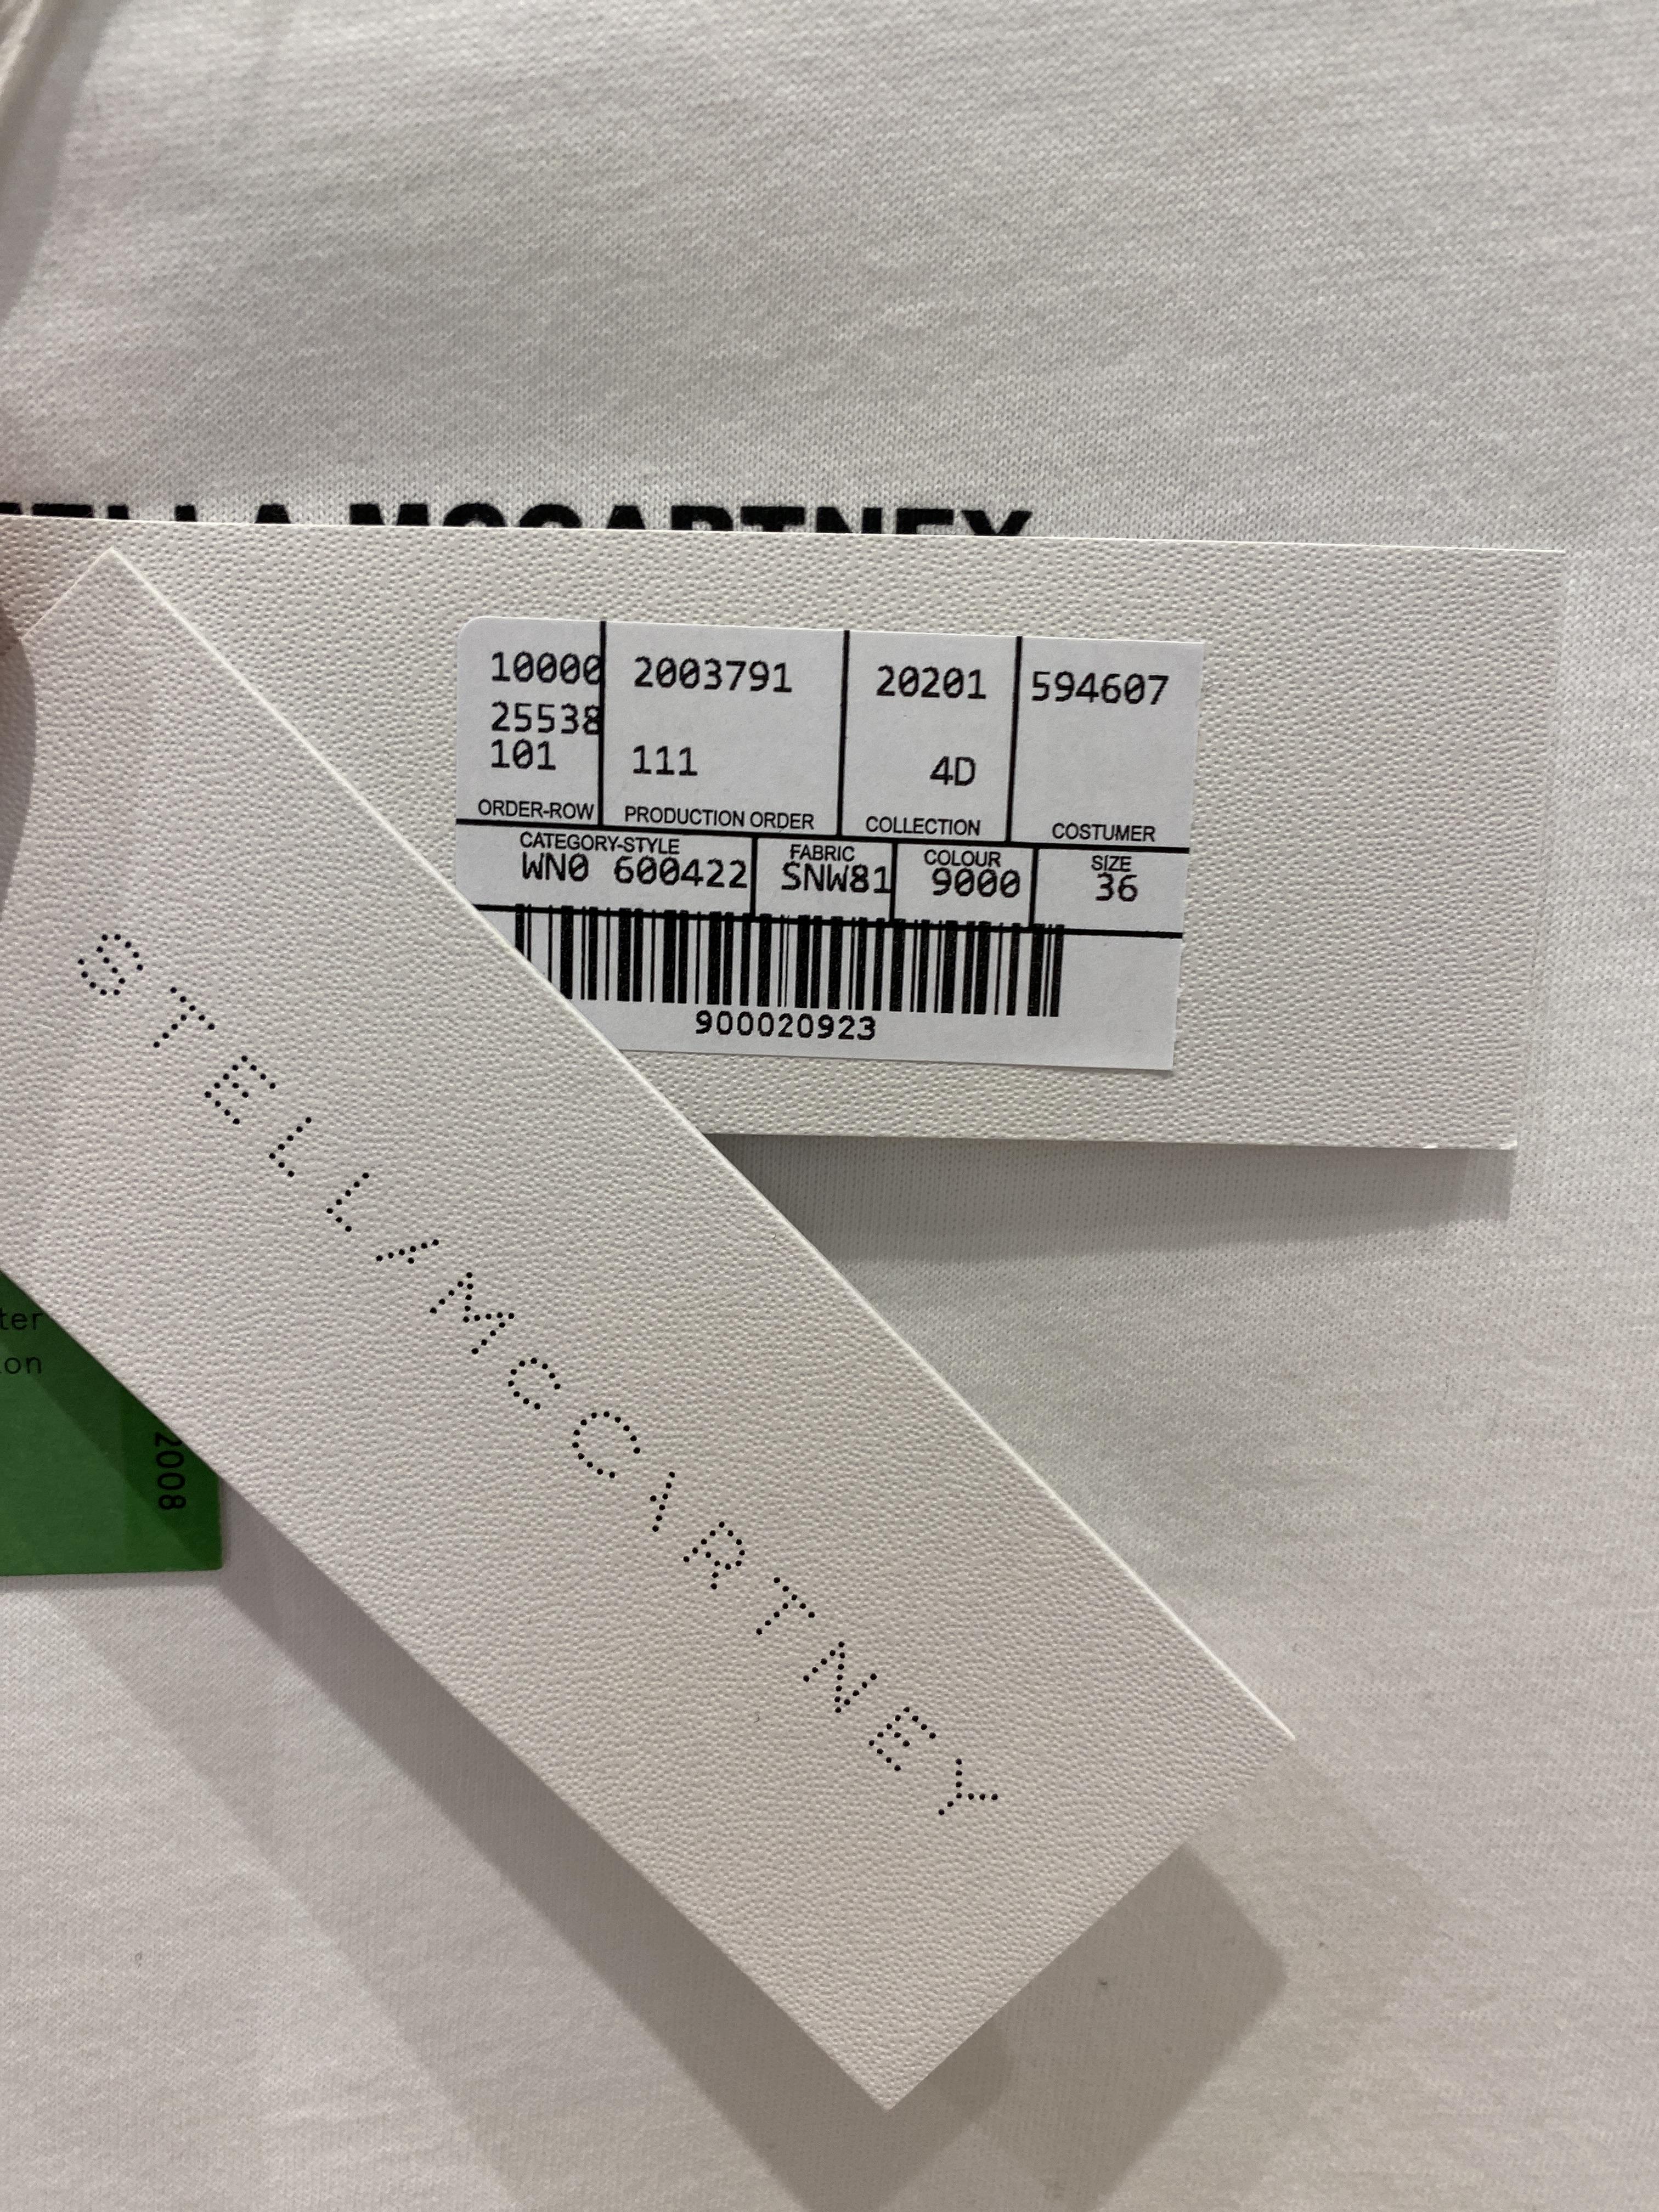 MCCARTNEY
10000 2003791 20201 594607
25538
101 111 4D
ORDER-ROW PRODUCTION ORDER COLLECTION COSTUMER
CATEGORY-STYLE FABRIC COLOUR SIZE
WN0 600422 SNW81 9000 36
900020923
STELLA McCARTNEY
2008